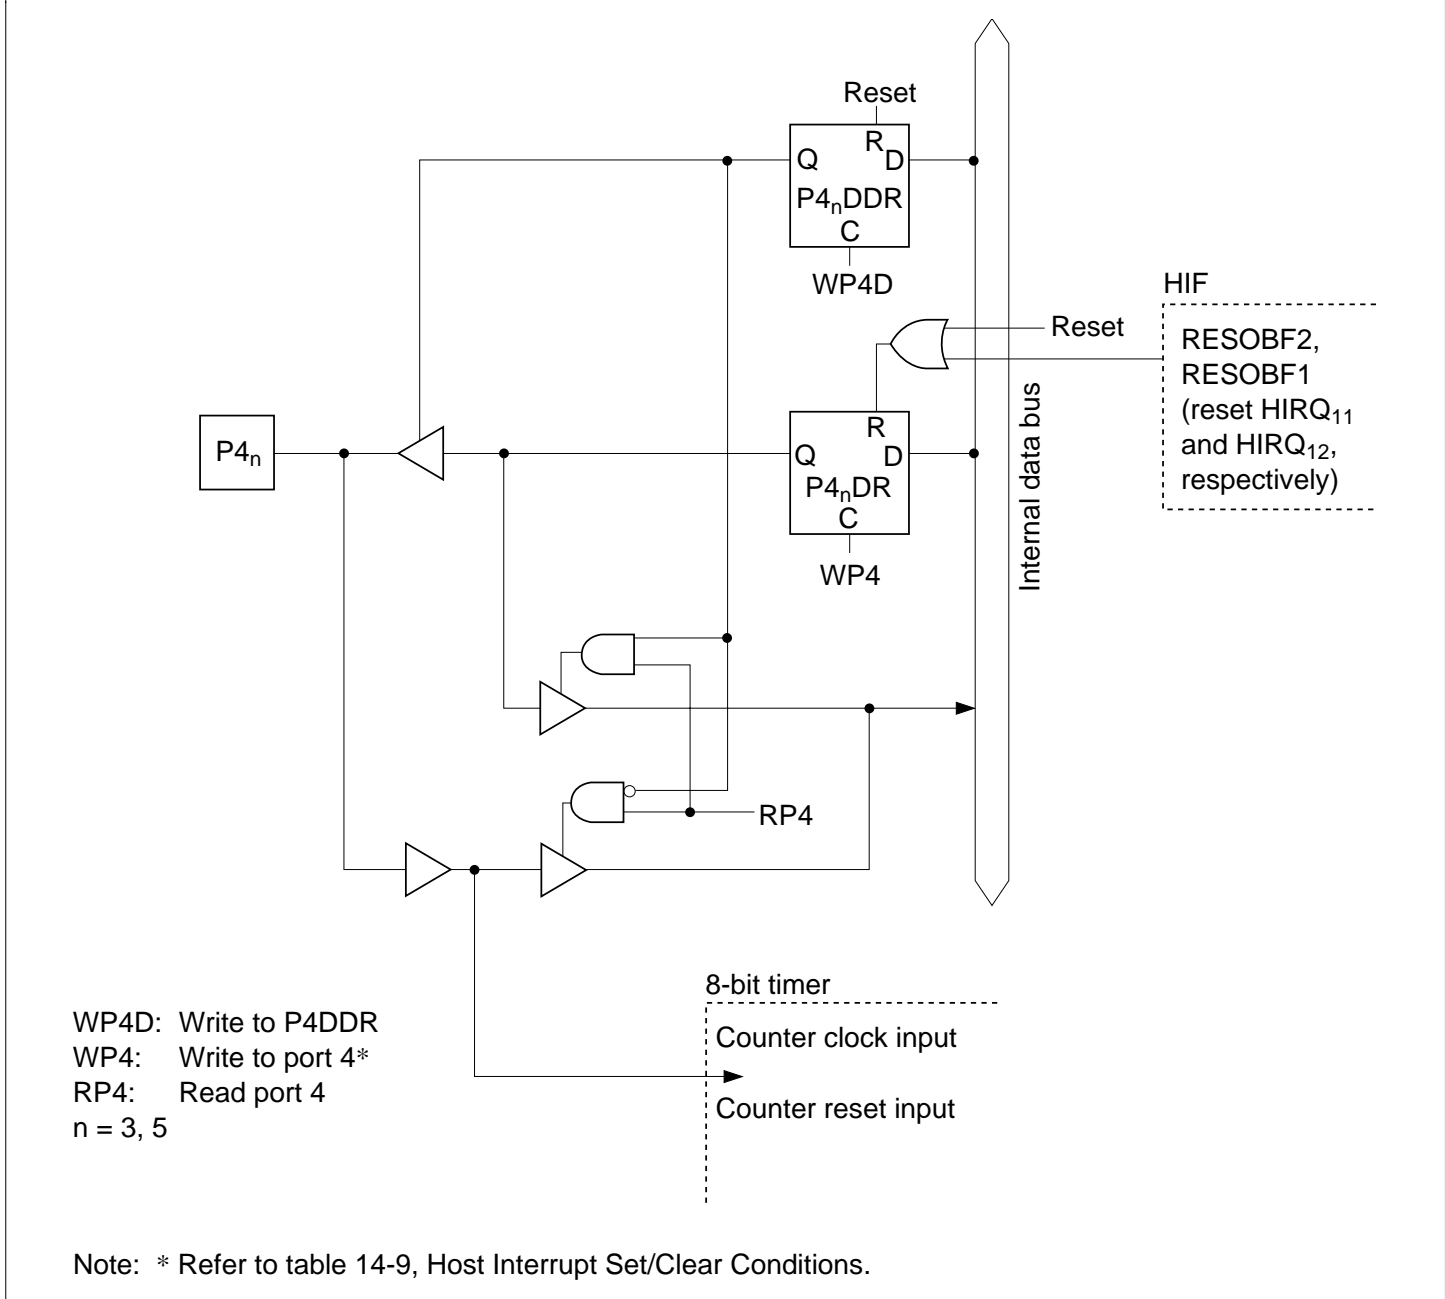 Reset
R
Q
D
P4nDDR
C
WP4D
HIF
Reset
RESOBF2,
RESOBF1
(reset HIRQ11
and HIRQ12,
respectively)
Internal data bus
P4n
R
Q
D
P4nDR
C
WP4
RP4
8-bit timer
Counter clock input
Counter reset input
WP4D: Write to P4DDR
WP4: Write to port 4*
RP4: Read port 4
n = 3, 5
Note: * Refer to table 14-9, Host Interrupt Set/Clear Conditions.